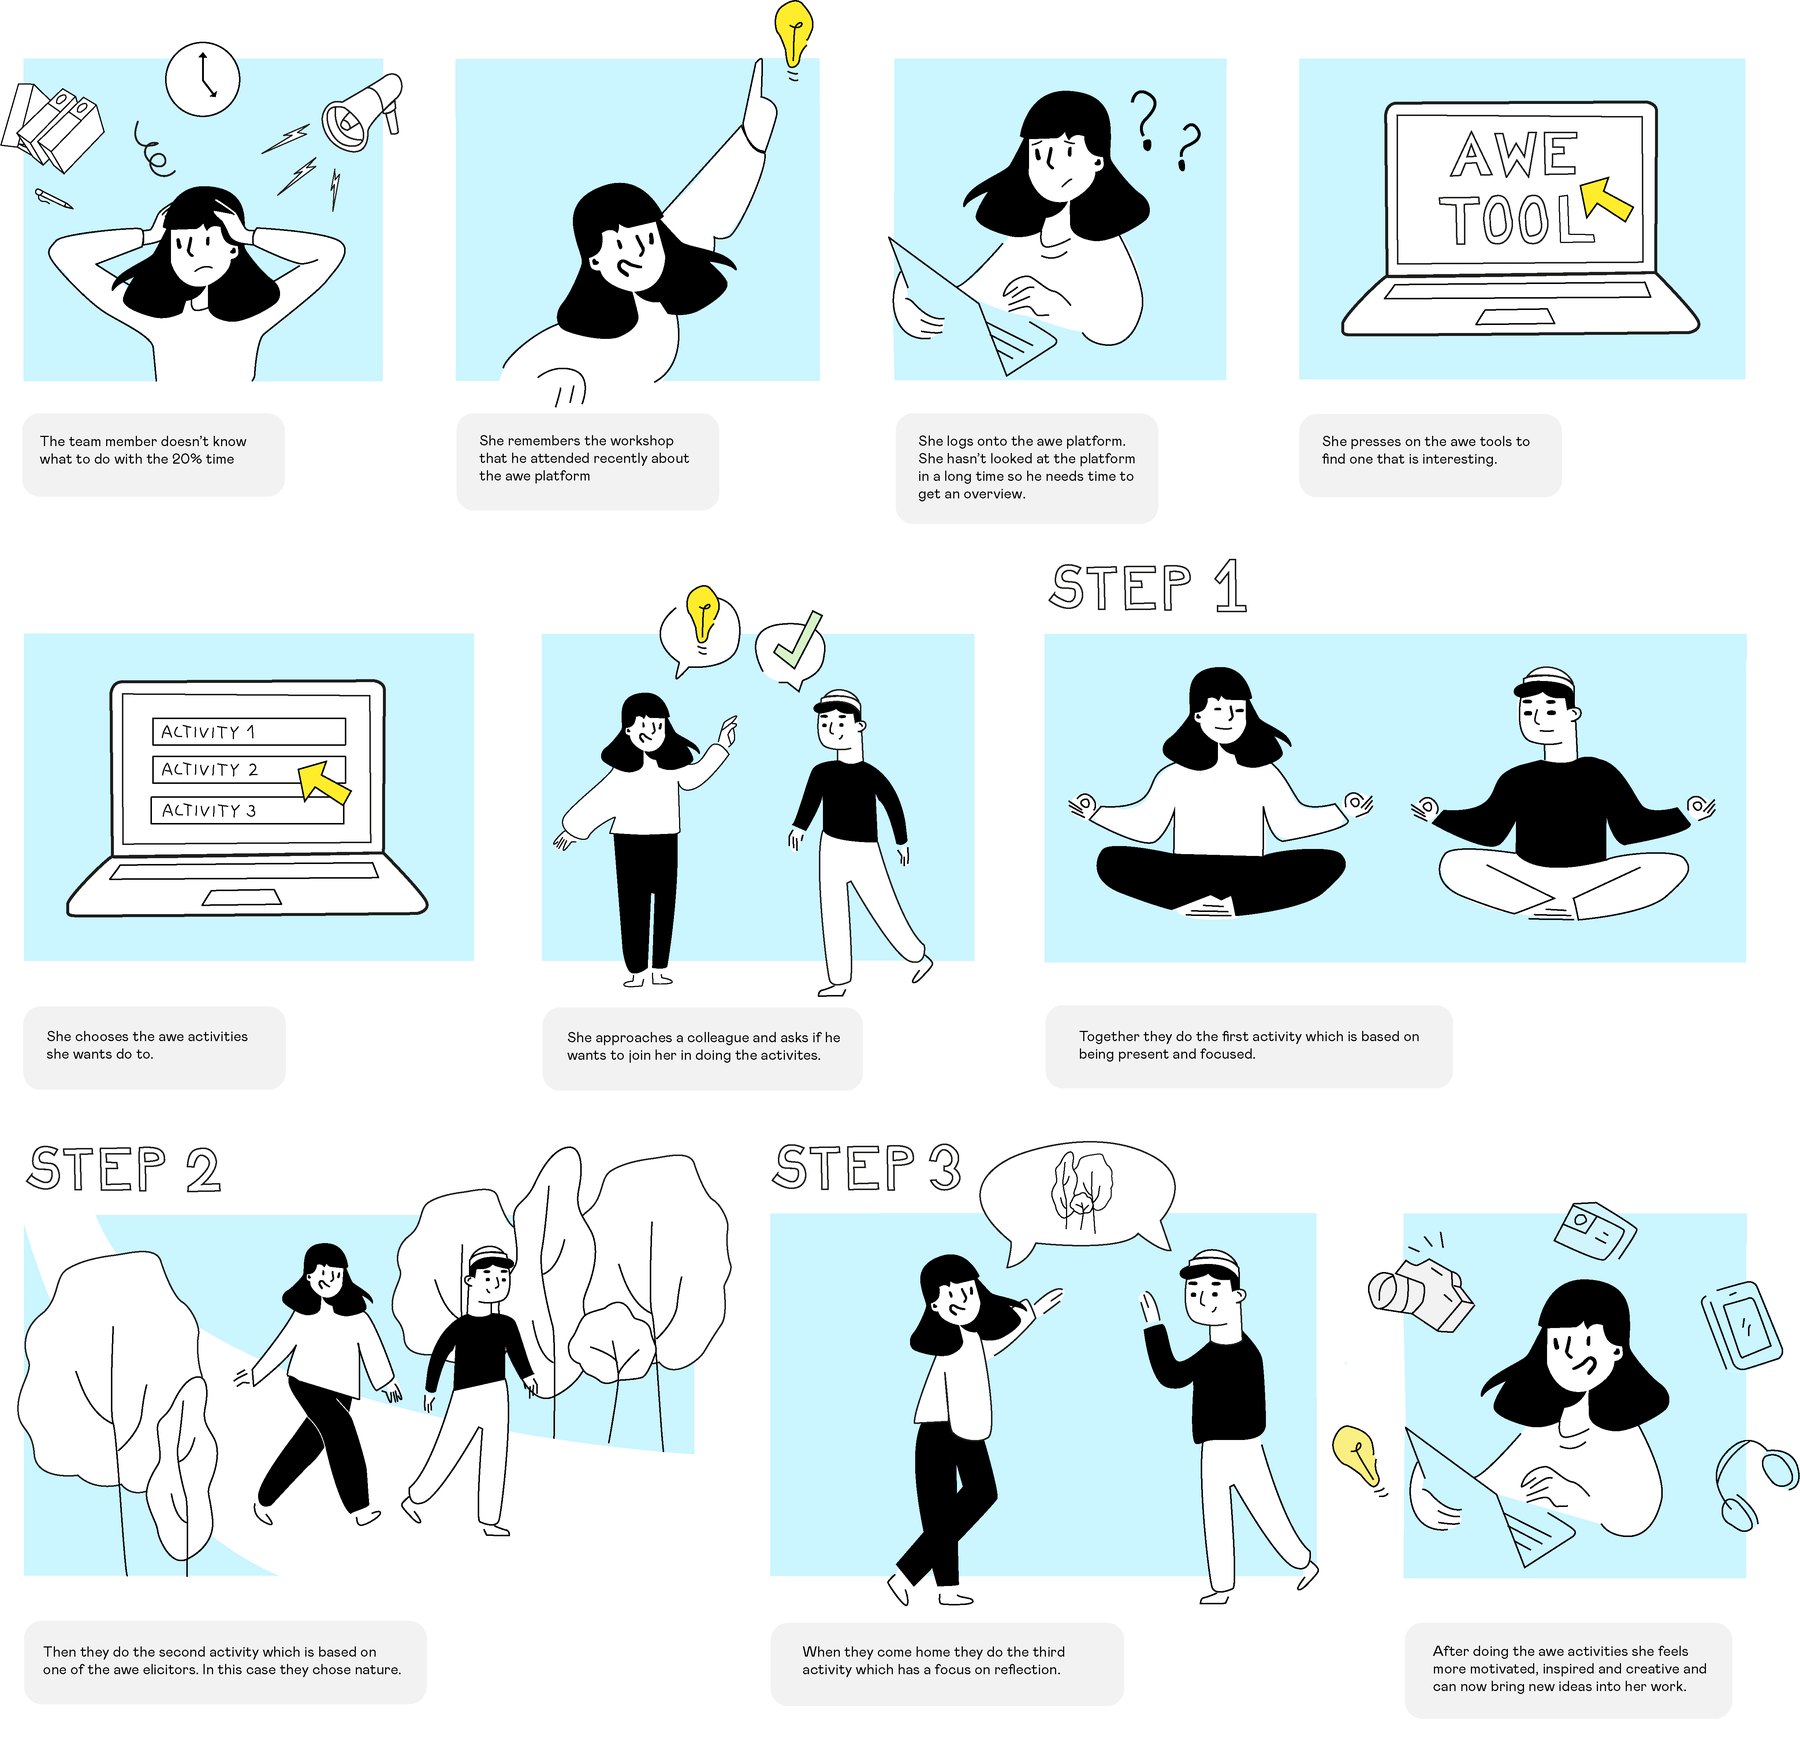 The team member doesn't know
what to do with the 20% time
She remembers the workshop
that he attended recently about
the awe platform
She logs onto the awe platform.
She hasn't looked at the platform
in a long time so he needs time to
get an overview.
AWE
TOOL
She presses on the awe tools to
find one that is interesting.
ACTIVITY 1
ACTIVITY 2
ACTIVITY 3
She chooses the awe activities
she wants do to.
She approaches a colleague and asks if he
wants to join her in doing the activites.
STEP 1
Together they do the first activity which is based on
being present and focused.
STEP 2
Then they do the second activity which is based on
one of the awe elicitors. In this case they chose nature.
STEP 3
When they come home they do the third
activity which has a focus on reflection.
After doing the awe activities she feels
more motivated, inspired and creative and
can now bring new ideas into her work.